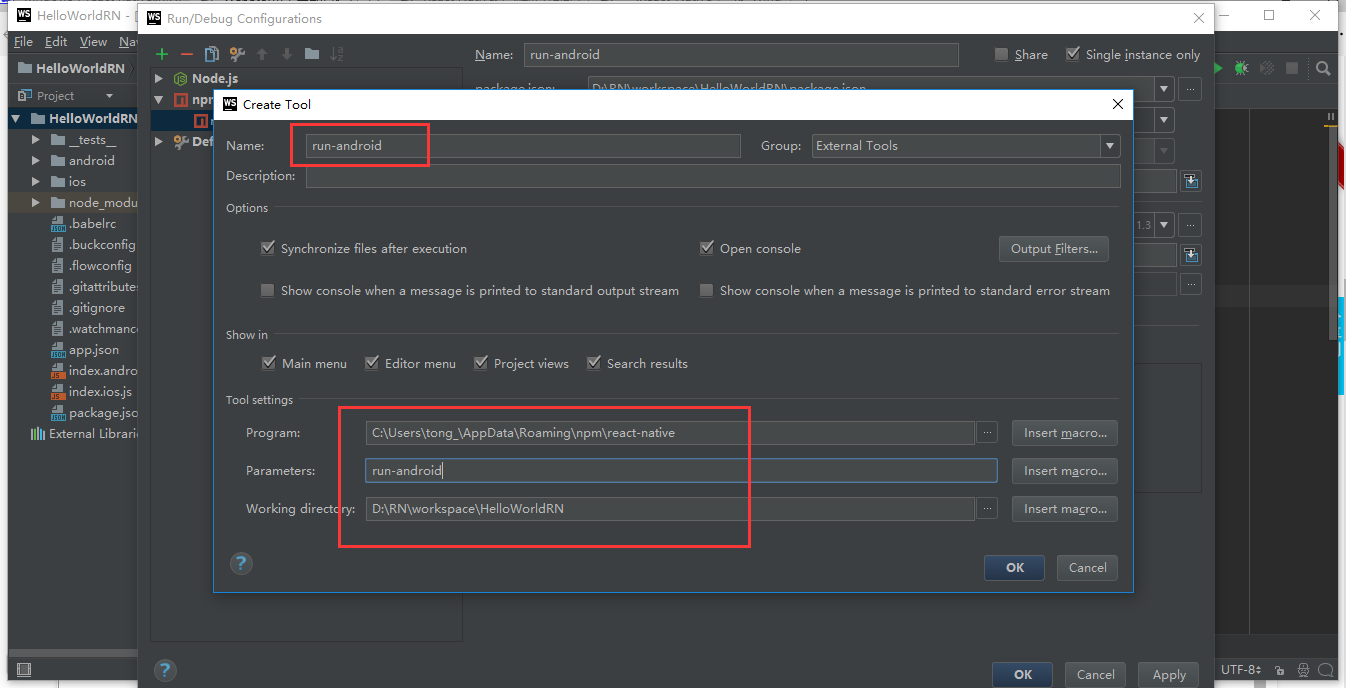 WS HelloWorldRN -
WS Run/Debug Configurations
File Edit View
HelloWorldRN
Project
HelloWorldRN
__tests__
android
ios
node_modu
.babelrc
.buckconfig
.flowconfig
.gitattributes
.gitignore
.watchmanc
app.json
index.andro
index.ios.js
package.jso
External Librari
Node.js
npm
Def
Name: run-android
Share Single instance only
package.json: D:\RN\workspace\HelloWorldRN\package.json
1.3
WS Create Tool
Name: run-android Group: External Tools
Description:
Options
Synchronize files after execution Open console Output Filters...
Show console when a message is printed to standard output stream Show console when a message is printed to standard error stream
Show in
Main menu Editor menu Project views Search results
Tool settings
Program: C:\Users\tong_\AppData\Roaming\npm\react-native ... Insert macro...
Parameters: run-android Insert macro...
Working directory: D:\RN\workspace\HelloWorldRN ... Insert macro...
? OK Cancel
? OK Cancel Apply
UTF-8